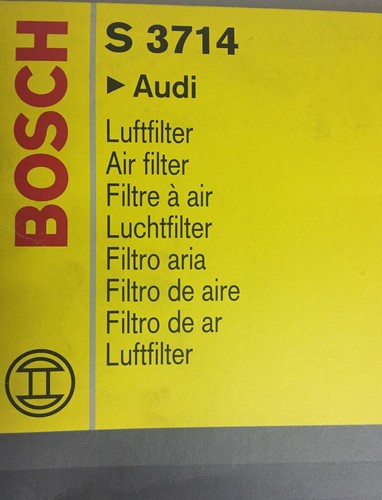 BOSCH
S 3714
► Audi
Luftfilter
Air filter
Filtre à air
Luchtfilter
Filtro aria
Filtro de aire
Filtro de ar
Luftfilter